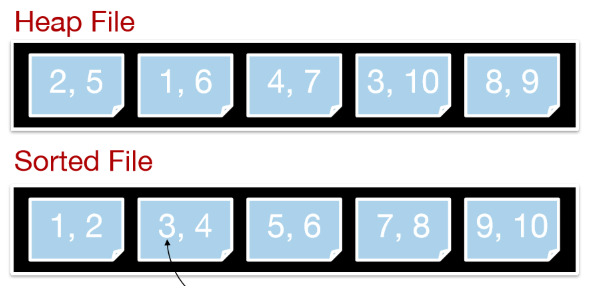 Heap File
2, 5 1, 6 4, 7 3, 10 8, 9
Sorted File
1, 2 3, 4 5, 6 7, 8 9, 10